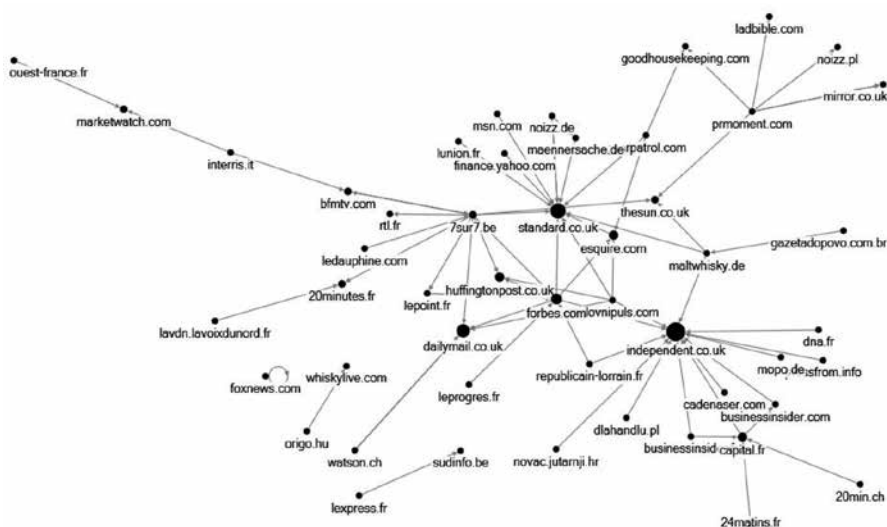 ladbible.com
goodhousekeeping.com
noizz.pl
ouest-france.fr
mirror.co.uk
marketwatch.com
prmoment.com
msn.com
noizz.de
maennersache.de
rpatrol.com
lunion.fr
finance.yahoo.com
interris.it
bfmtv.com
rtl.fr
7sur7.be
standard.co.uk
thesun.co.uk
esquire.com
gazetadopovo.com.br
ledauphine.com
maltwhisky.de
20minutes.fr
huffingtonpost.co.uk
lepoint.fr
forbes.com
lovnipuls.com
lavdn.lavoixdunord.fr
dailymail.co.uk
independent.co.uk
dna.fr
foxnews.com
whiskylive.com
leprogres.fr
republicain-lorrain.fr
mopo.de
sfrom.info
cadenaser.com
businessinsider.com
origo.hu
dlahandlu.pl
watson.ch
sudinfo.be
novac.jutarnji.hr
businessinsid
capital.fr
lexpress.fr
20min.ch
24matins.fr